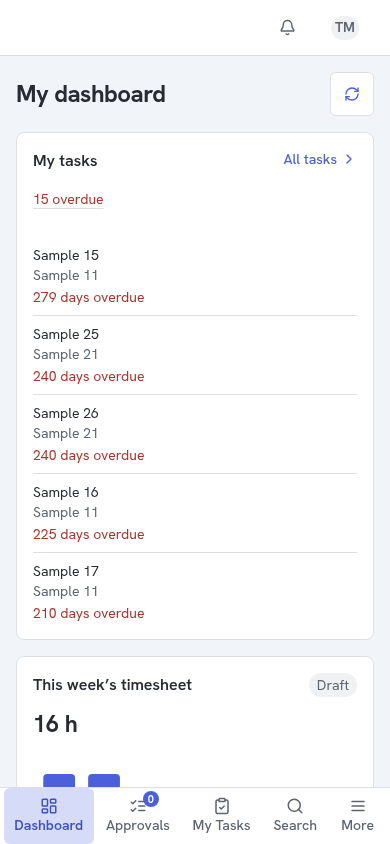 TM
My dashboard
My tasks
All tasks
15 overdue
Sample 15
Sample 11
279 days overdue
Sample 25
Sample 21
240 days overdue
Sample 26
Sample 21
240 days overdue
Sample 16
Sample 11
225 days overdue
Sample 17
Sample 11
210 days overdue
This week’s timesheet
Draft
16 h
0
Dashboard
Approvals
My Tasks
Search
More